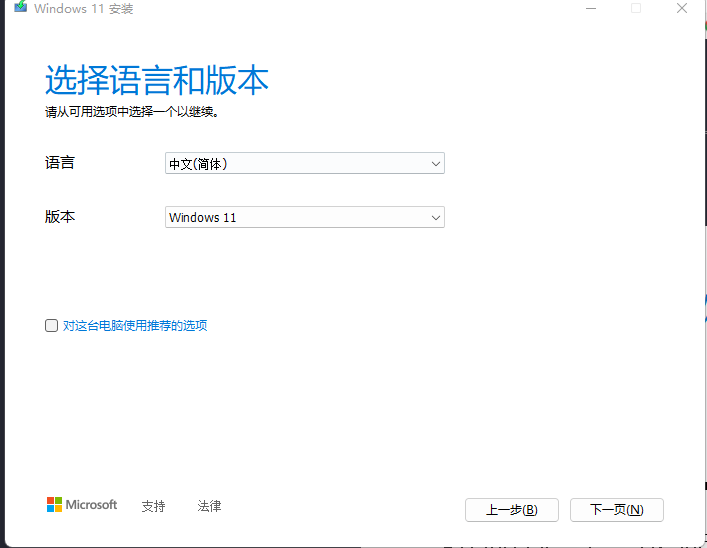 Windows 11 安装
选择语言和版本
请从可用选项中选择一个以继续。
语言
中文(简体)
版本
Windows 11
对这台电脑使用推荐的选项
Microsoft 支持 法律
上一步(B) 下一页(N)